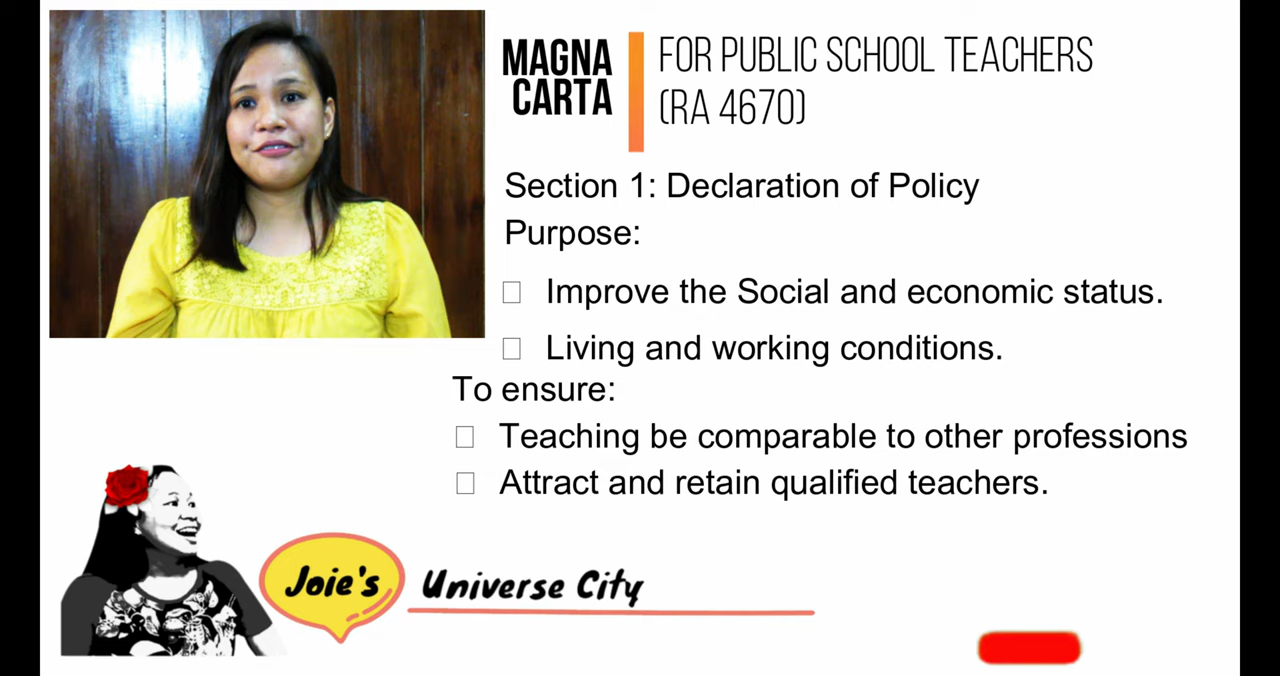 MAGNA
CARTA
FOR PUBLIC SCHOOL TEACHERS
(RA 4670)
Section 1: Declaration of Policy
Purpose:
Improve the Social and economic status.
Living and working conditions.
To ensure:
Teaching be comparable to other professions
Attract and retain qualified teachers.
Joie's
Universe City